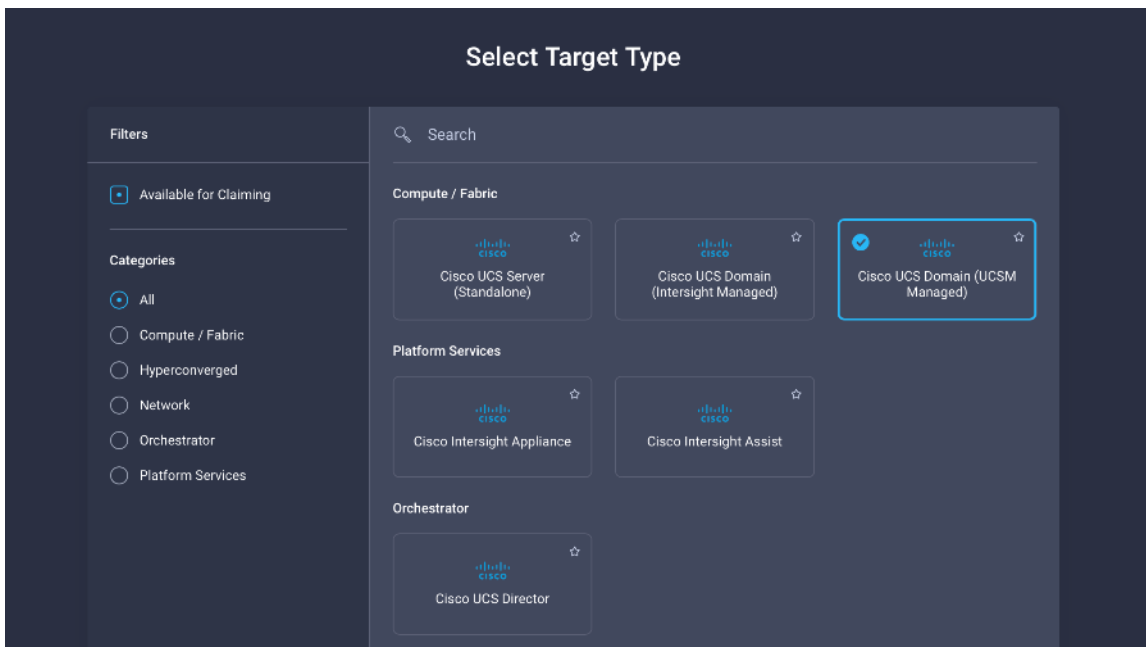 Select Target Type
Filters
Search
Available for Claiming
Categories
All
Compute / Fabric
Hyperconverged
Network
Orchestrator
Platform Services
Compute / Fabric
CISCO
Cisco UCS Server
(Standalone)
CISCO
Cisco UCS Domain
(Intersight Managed)
CISCO
Cisco UCS Domain (UCSM
Managed)
Platform Services
CISCO
Cisco Intersight Appliance
CISCO
Cisco Intersight Assist
Orchestrator
CISCO
Cisco UCS Director